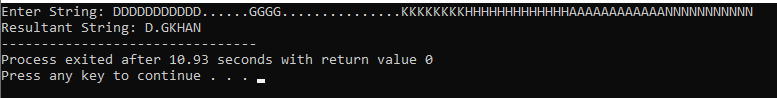 Enter String: DDDDDDDDDDD......GGGG...............KKKKKKKKHHHHHHHHHHHHHAAAAAAAAAAAANNNNNNNNNNN
Resultant String: D.GKHAN
--------------------------------
Process exited after 10.93 seconds with return value 0
Press any key to continue . . .